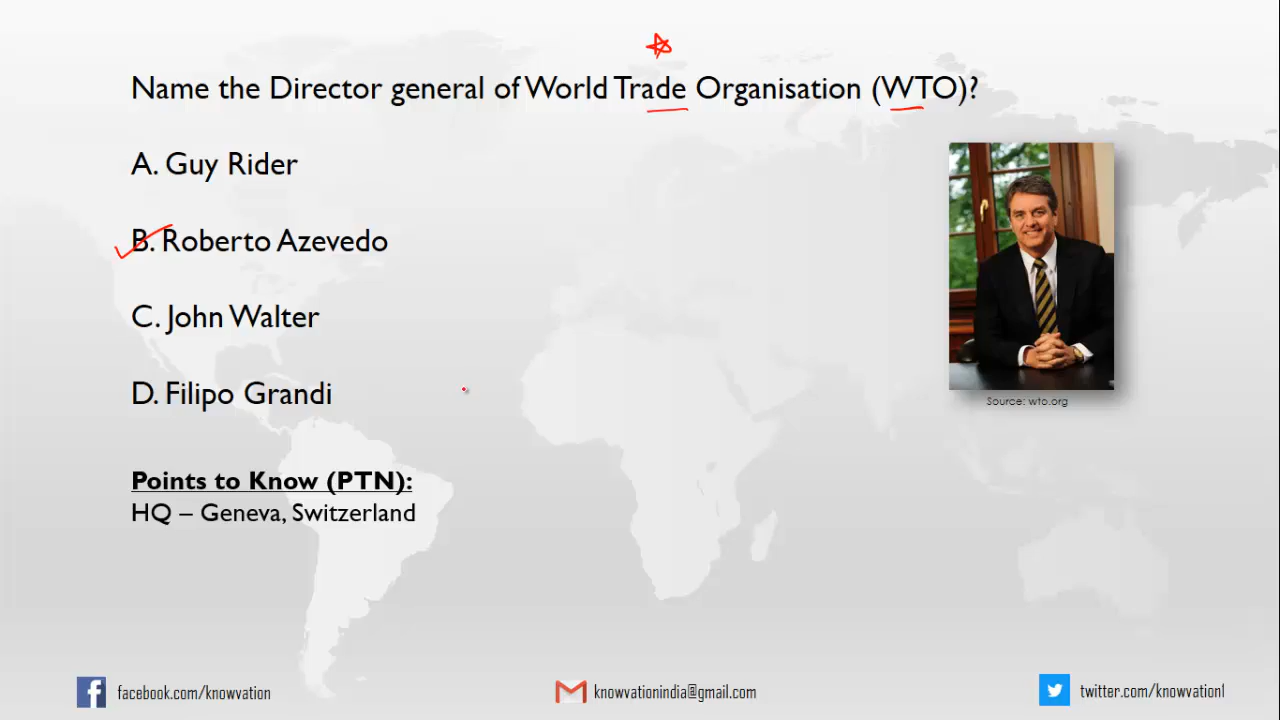 Name the Director general of World Trade Organisation (WTO)?
A. Guy Rider
B. Roberto Azevedo
C. John Walter
D. Filipo Grandi
Source: wto.org
Points to Know (PTN):
HQ – Geneva, Switzerland
facebook.com/knowvation
knowvationindia@gmail.com
twitter.com/knowvation1